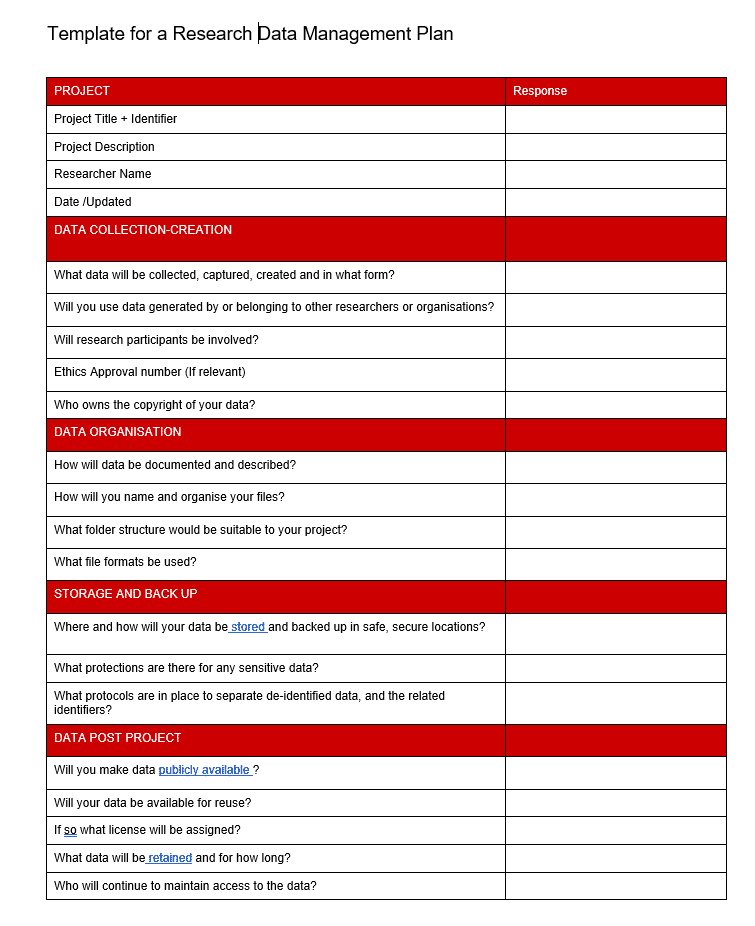 Template for a Research Data Management Plan
PROJECT Response
Project Title + Identifier
Project Description
Researcher Name
Date /Updated
DATA COLLECTION-CREATION
What data will be collected, captured, created and in what form?
Will you use data generated by or belonging to other researchers or organisations?
Will research participants be involved?
Ethics Approval number (If relevant)
Who owns the copyright of your data?
DATA ORGANISATION
How will data be documented and described?
How will you name and organise your files?
What folder structure would be suitable to your project?
What file formats be used?
STORAGE AND BACK UP
Where and how will your data be stored and backed up in safe, secure locations?
What protections are there for any sensitive data?
What protocols are in place to separate de-identified data, and the related
identifiers?
DATA POST PROJECT
Will you make data publicly available ?
Will your data be available for reuse?
If so what license will be assigned?
What data will be retained and for how long?
Who will continue to maintain access to the data?